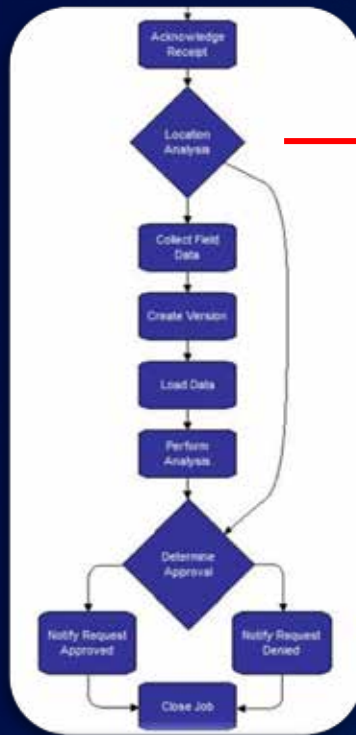 Acknowledge
Receipt
Location
Analysis
Collect Field
Data
Create Version
Load Data
Perform
Analysis
Determine
Approval
Notify Request
Approved
Notify Request
Denied
Close Job